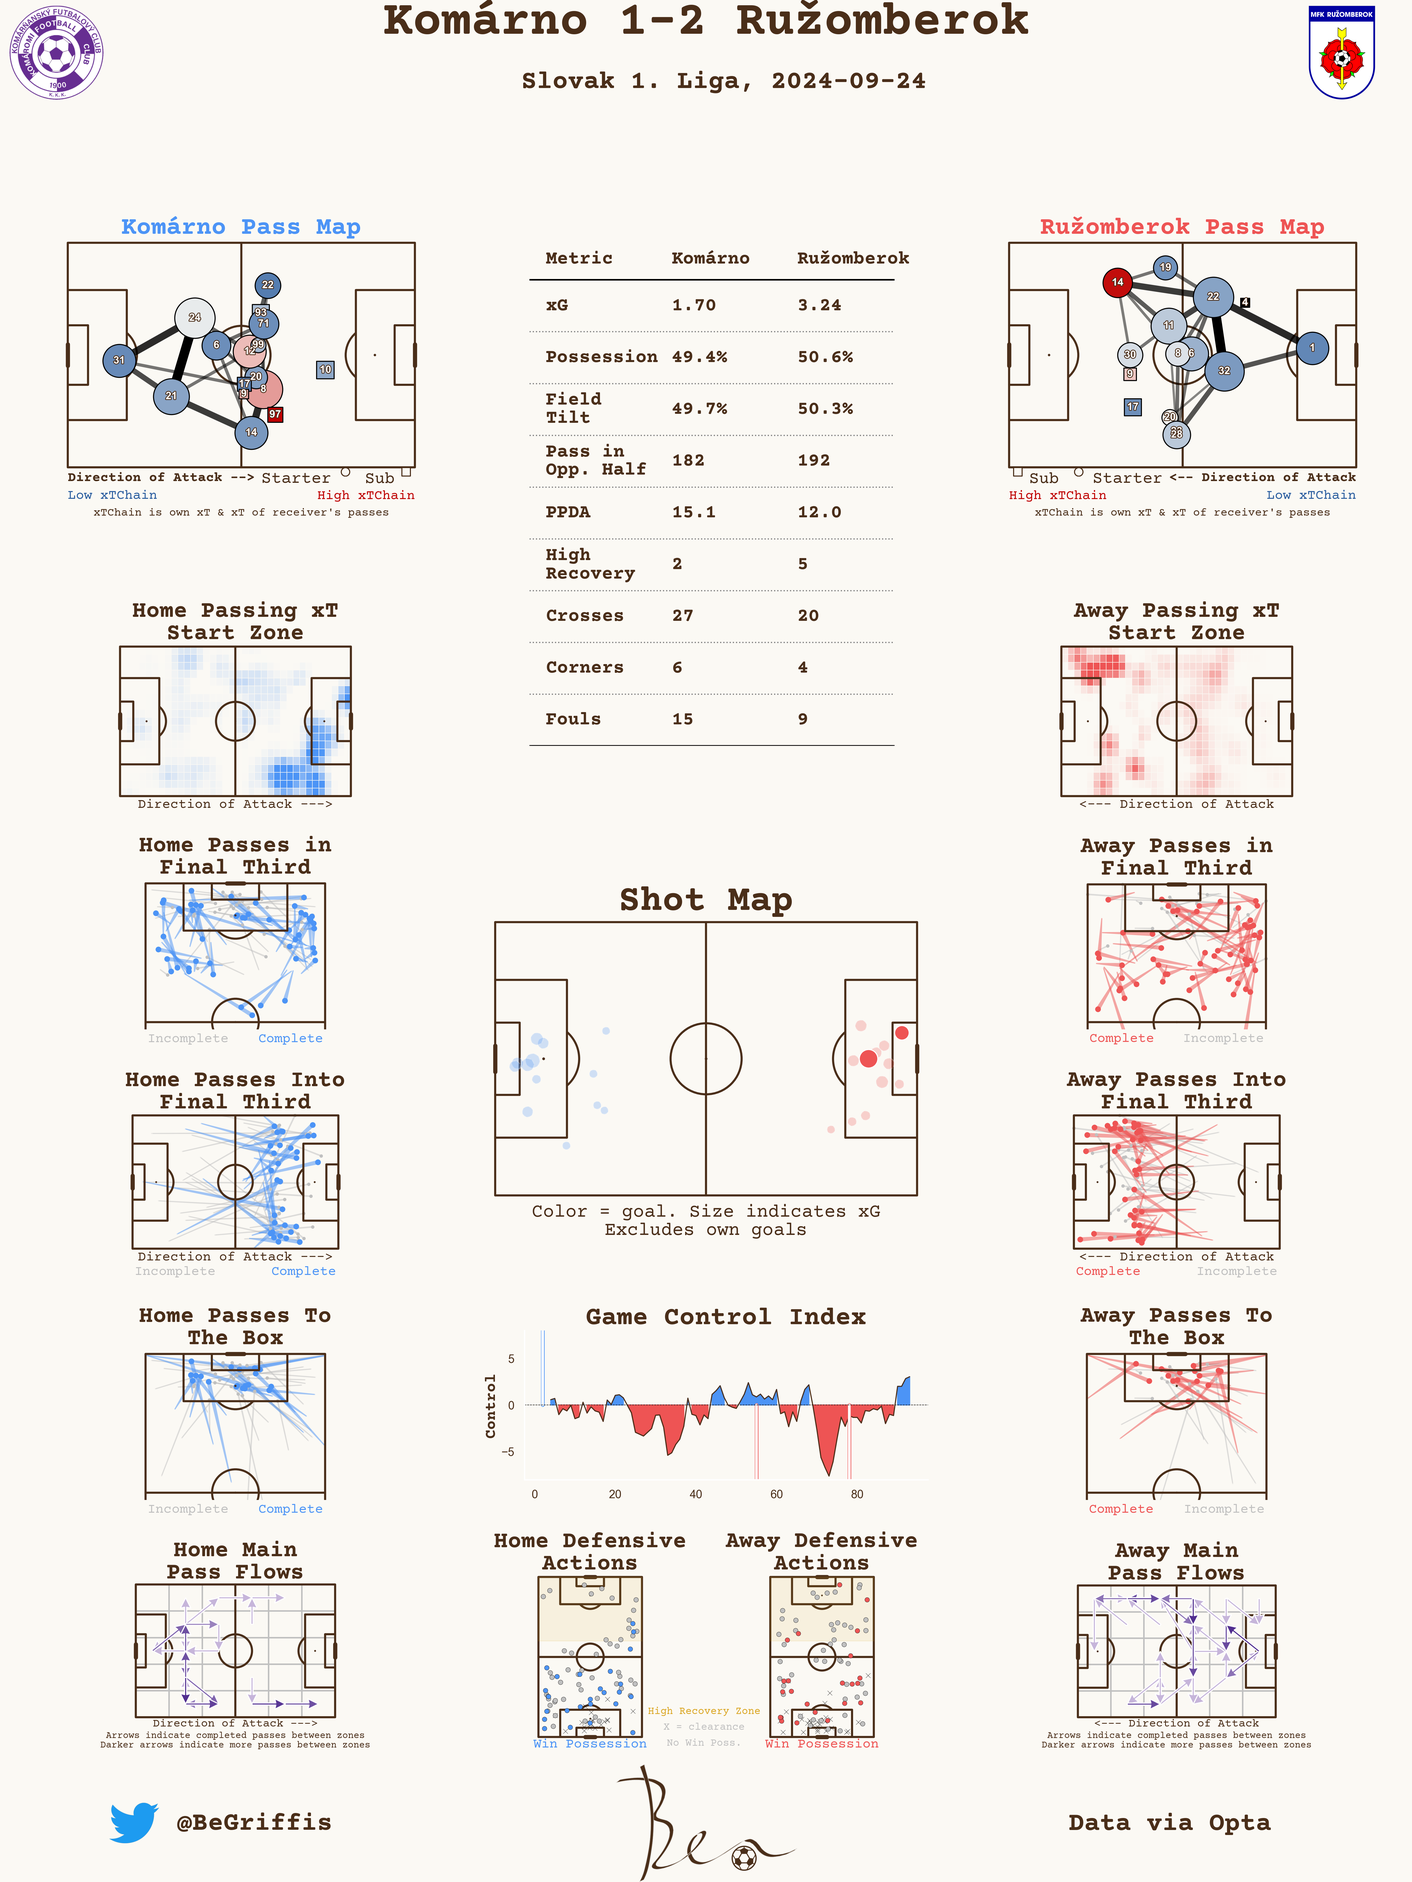 Komárno 1-2 Ružomberok
Slovak 1. Liga, 2024-09-24
KOMÁRŇANSKÝ FUTBALOVÝ CLUB
KOMÁROMI FOOTBALL CLUB
1900
K.F.K.
MFK RUŽOMBEROK
Komárno Pass Map
22
93
71
24
6
99
12
31
10
20
17
8
9
21
97
14
Direction of Attack --> Starter Sub
Low xTChain High xTChain
xTChain is own xT & xT of receiver's passes
Metric Komárno Ružomberok
xG 1.70 3.24
Possession 49.4% 50.6%
Field
Tilt 49.7% 50.3%
Pass in
Opp. Half 182 192
PPDA 15.1 12.0
High
Recovery 2 5
Crosses 27 20
Corners 6 4
Fouls 15 9
Ružomberok Pass Map
19
14
22
4
11
30
8
6
1
9
32
17
20
28
Sub Starter <-- Direction of Attack
High xTChain Low xTChain
xTChain is own xT & xT of receiver's passes
Home Passing xT
Start Zone
Direction of Attack --->
Away Passing xT
Start Zone
<--- Direction of Attack
Home Passes in
Final Third
Incomplete Complete
Away Passes in
Final Third
Complete Incomplete
Shot Map
Color = goal. Size indicates xG
Excludes own goals
Home Passes Into
Final Third
Direction of Attack --->
Incomplete Complete
Away Passes Into
Final Third
<--- Direction of Attack
Complete Incomplete
Home Passes To
The Box
Incomplete Complete
Game Control Index
Control
5
0
−5
0 20 40 60 80
Away Passes To
The Box
Complete Incomplete
Home Main
Pass Flows
Direction of Attack --->
Arrows indicate completed passes between zones
Darker arrows indicate more passes between zones
Home Defensive
Actions
Win Possession
High Recovery Zone
X = clearance
No Win Poss.
Away Defensive
Actions
Win Possession
Away Main
Pass Flows
<--- Direction of Attack
Arrows indicate completed passes between zones
Darker arrows indicate more passes between zones
@BeGriffis
Ben
Data via Opta